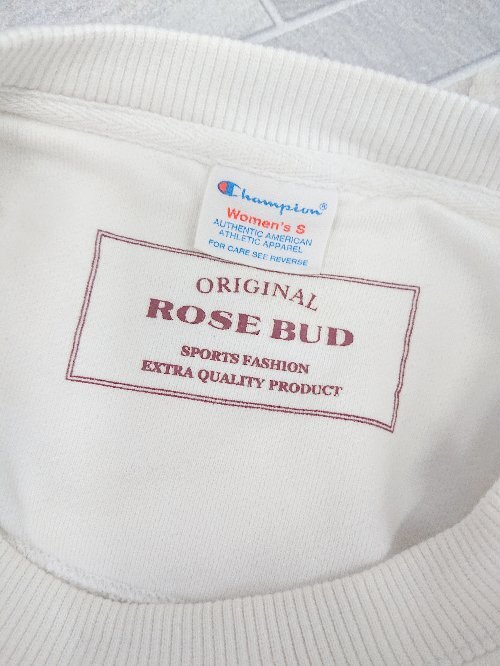 Champion®
Women's S
AUTHENTIC AMERICAN
ATHLETIC APPAREL
FOR CARE SEE REVERSE
ORIGINAL
ROSE BUD
SPORTS FASHION
EXTRA QUALITY PRODUCT